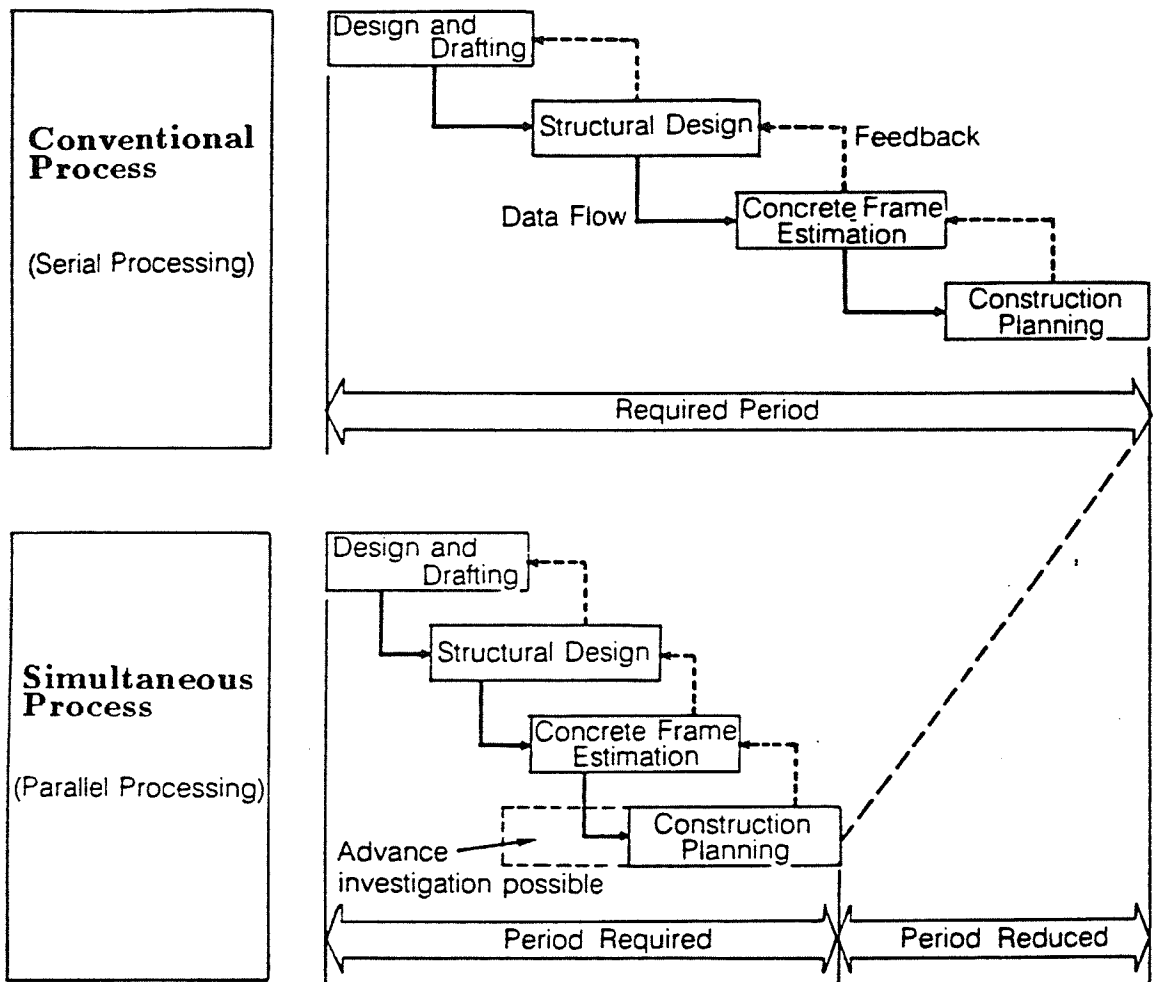 Conventional
Process
(Serial Processing)
Design and
Drafting
Structural Design
Feedback
Data Flow
Concrete Frame
Estimation
Construction
Planning
Required Period
Simultaneous
Process
(Parallel Processing)
Design and
Drafting
Structural Design
Concrete Frame
Estimation
Construction
Planning
Advance
investigation possible
Period Required
Period Reduced